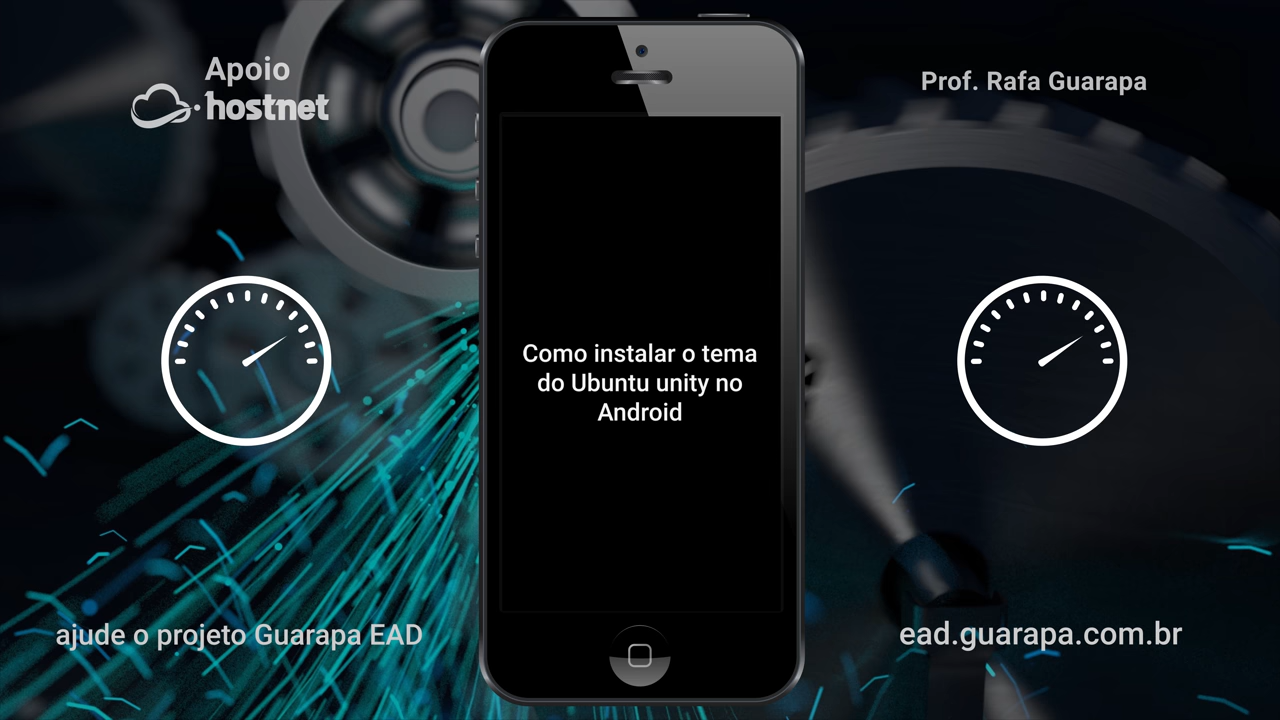 Apoio
hostnet
Prof. Rafa Guarapa
Como instalar o tema
do Ubuntu unity no
Android
ajude o projeto Guarapa EAD
ead.guarapa.com.br